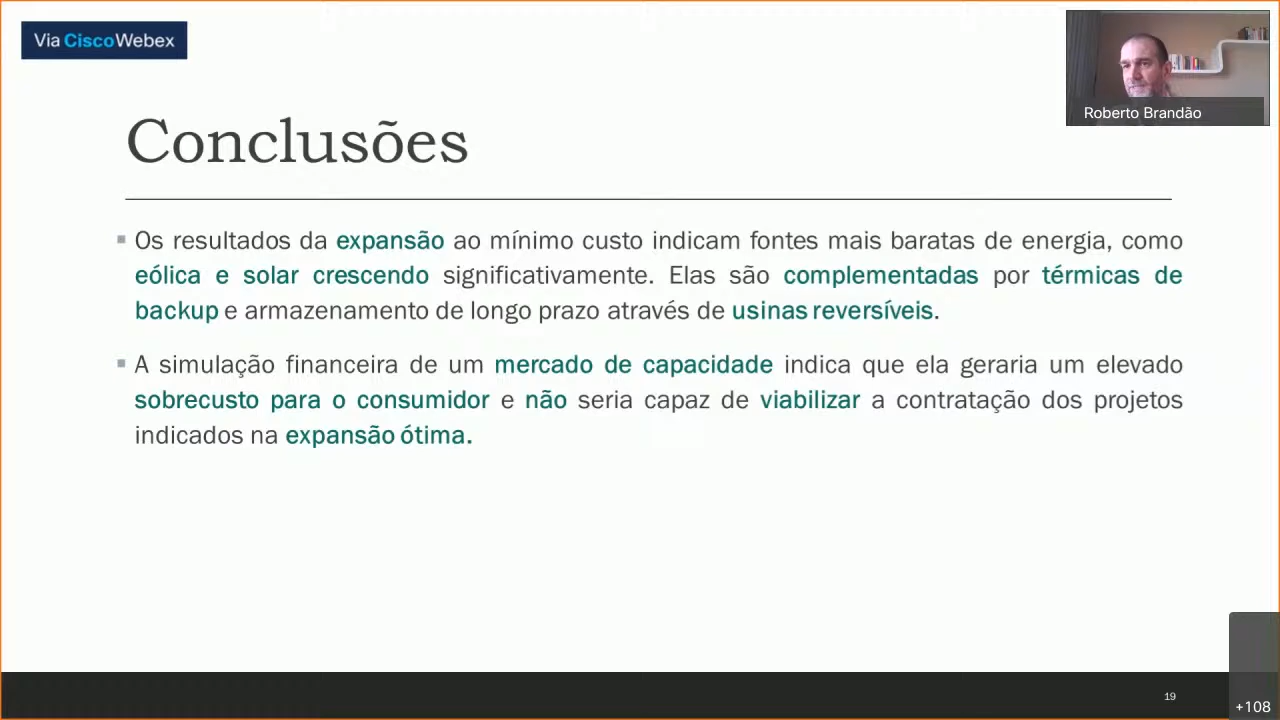 Via CiscoWebex
Roberto Brandão
Conclusões
Os resultados da expansão ao mínimo custo indicam fontes mais baratas de energia, como
eólica e solar crescendo significativamente. Elas são complementadas por térmicas de
backup e armazenamento de longo prazo através de usinas reversíveis.
A simulação financeira de um mercado de capacidade indica que ela geraria um elevado
sobrecusto para o consumidor e não seria capaz de viabilizar a contratação dos projetos
indicados na expansão ótima.
19
+108